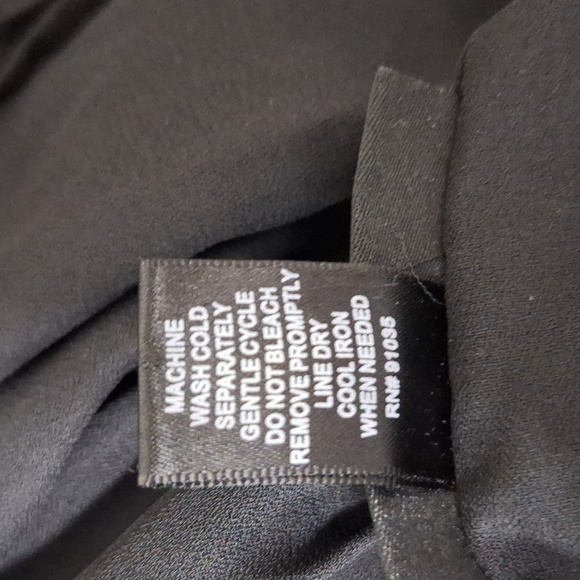 MACHINE
WASH COLD
SEPARATELY
GENTLE CYCLE
DO NOT BLEACH
REMOVE PROMPTLY
LINE DRY
COOL IRON
WHEN NEEDED
RN# 91035